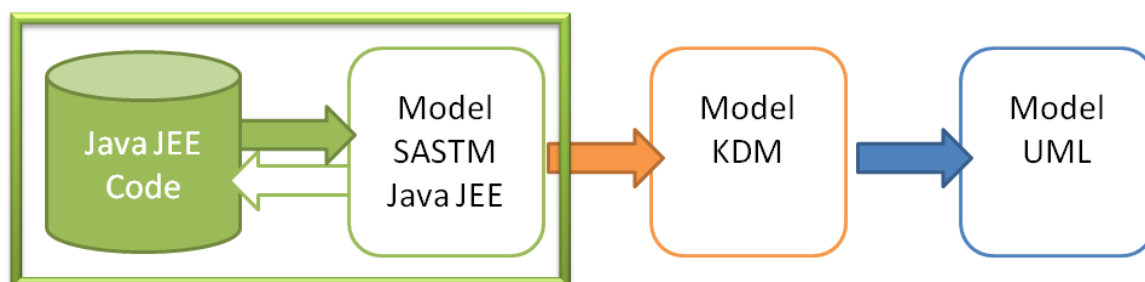 Java JEE
Code
Model
SASTM
Java JEE
Model
KDM
Model
UML